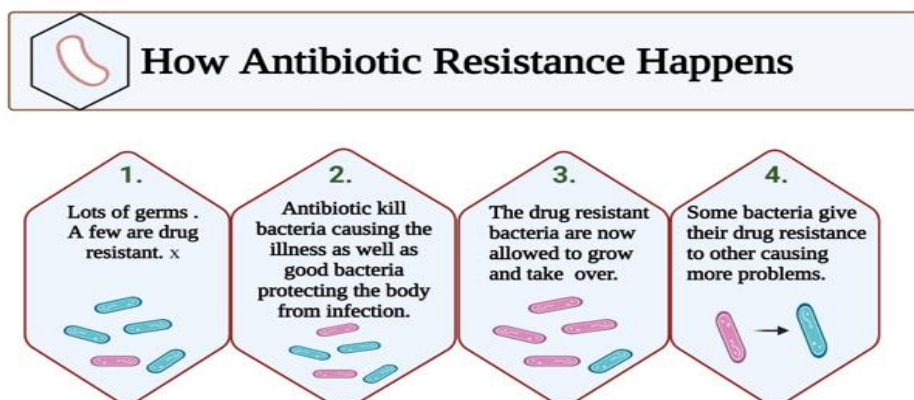 How Antibiotic Resistance Happens
1.
Lots of germs .
A few are drug
resistant. x
2.
Antibiotic kill
bacteria causing the
illness as well as
good bacteria
protecting the body
from infection.
3.
The drug resistant
bacteria are now
allowed to grow
and take over.
4.
Some bacteria give
their drug resistance
to other causing
more problems.